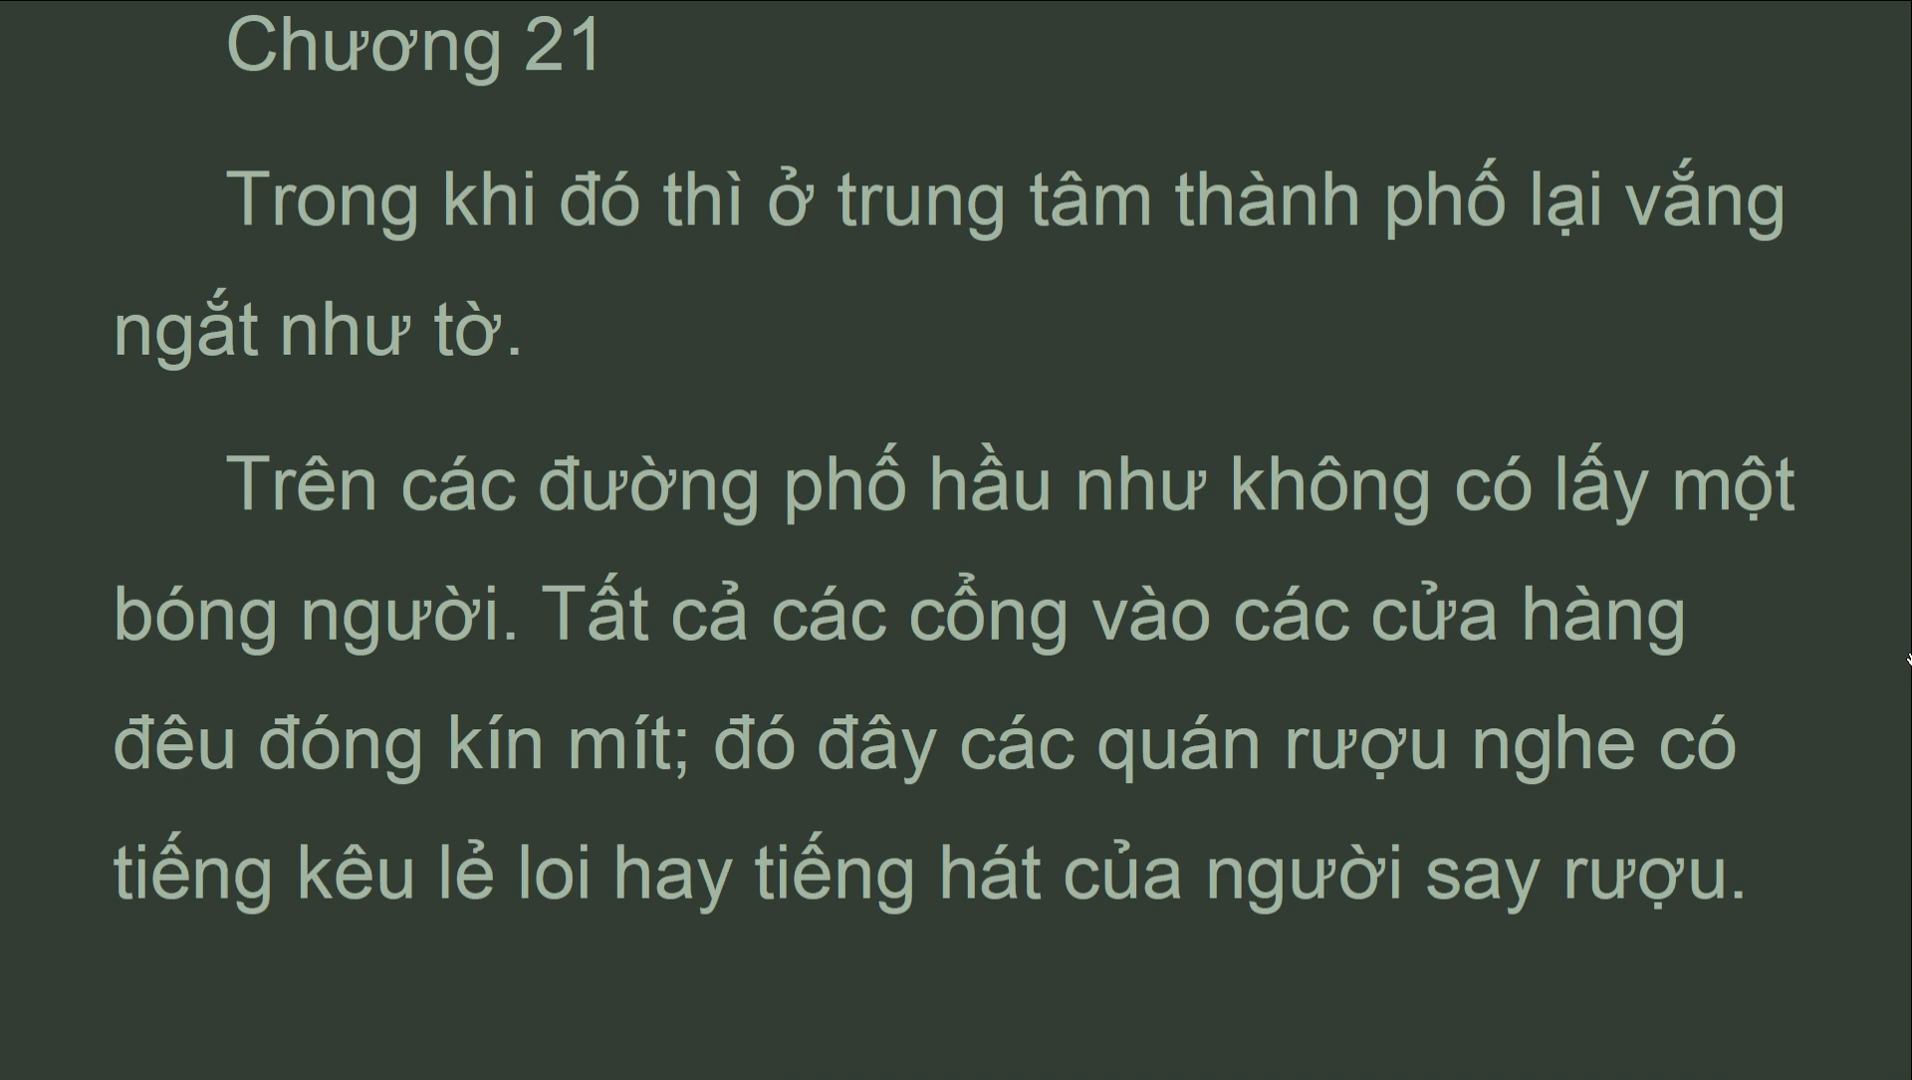 Chương 21
Trong khi đó thì ở trung tâm thành phố lại vắng
ngắt như tờ.
Trên các đường phố hầu như không có lấy một
bóng người. Tất cả các cổng vào các cửa hàng
đêu đóng kín mít; đó đây các quán rượu nghe có
tiếng kêu lẻ loi hay tiếng hát của người say rượu.